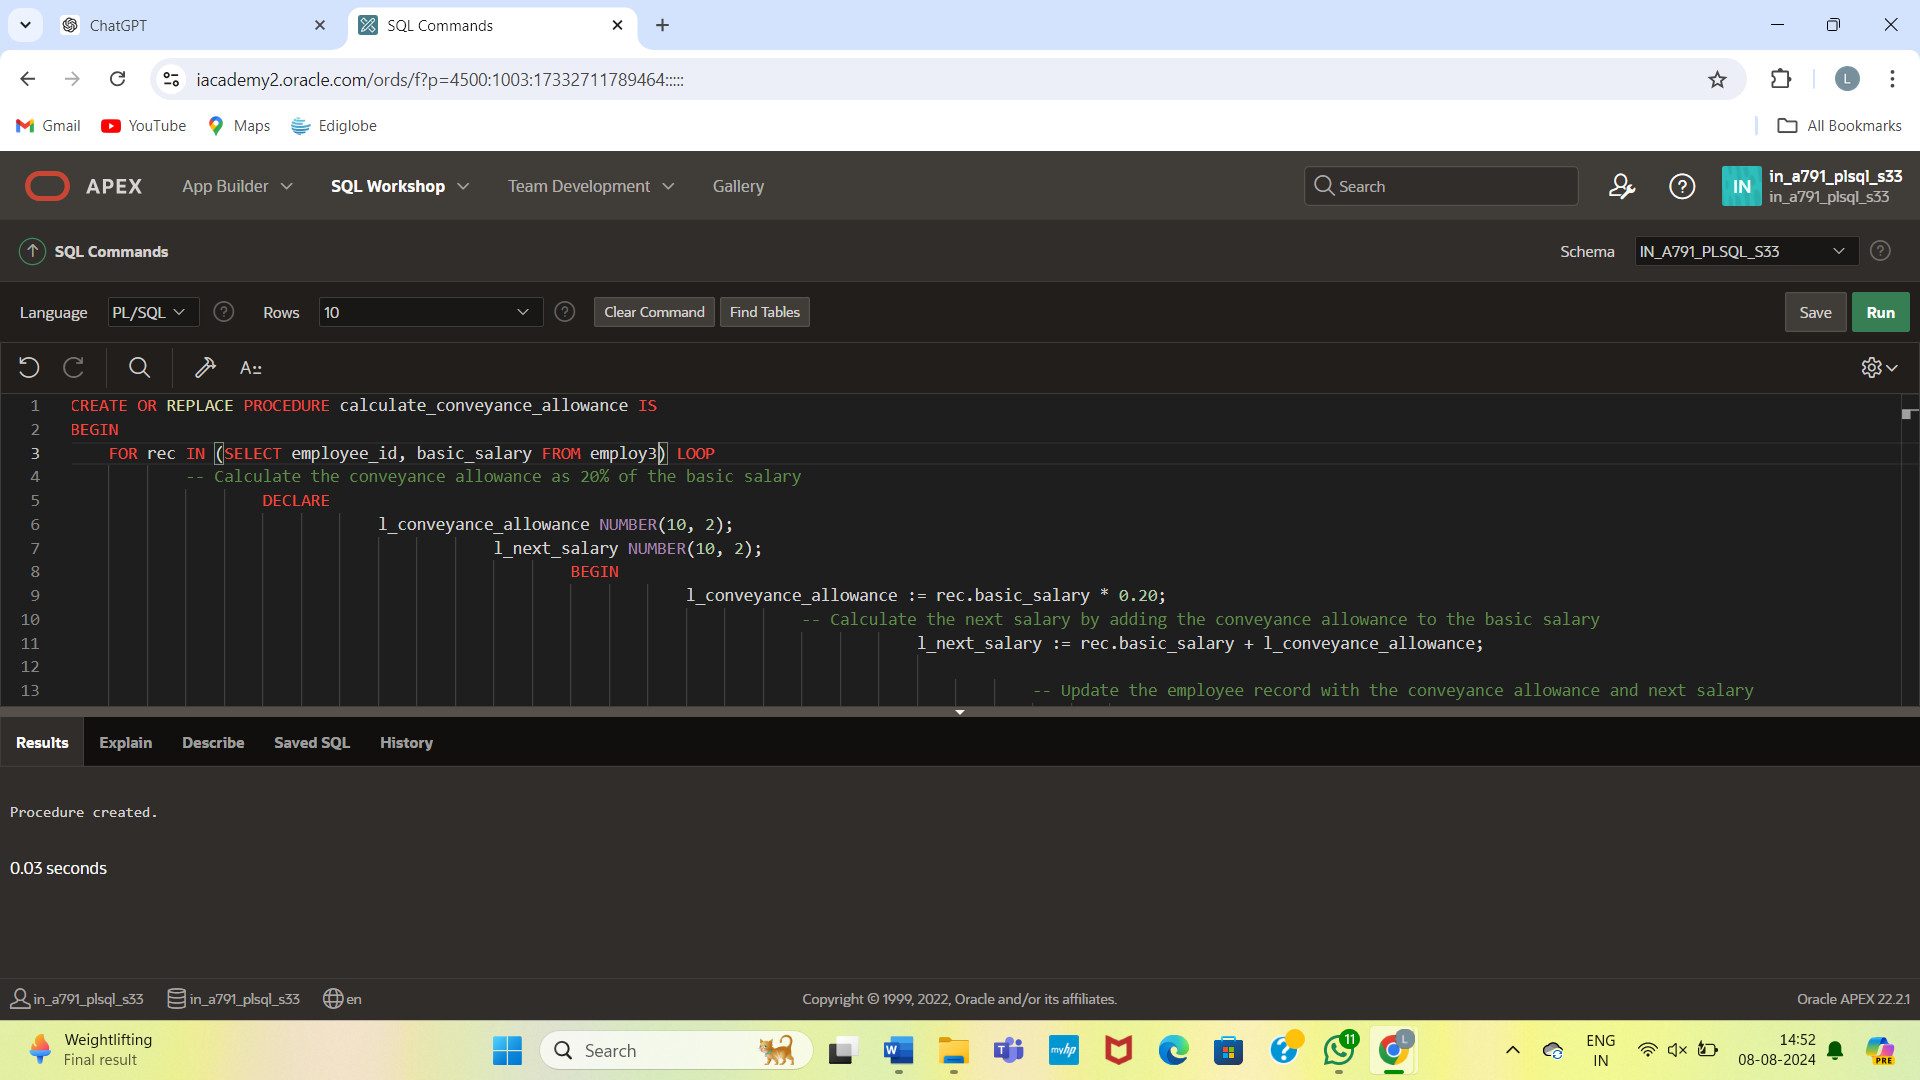 ChatGPT
SQL Commands
iacademy2.oracle.com/ords/f?p=4500:1003:17332711789464:::::
L
Gmail
YouTube
Maps
Ediglobe
All Bookmarks
APEX
App Builder
SQL Workshop
Team Development
Gallery
Search
IN
in_a791_plsql_s33
in_a791_plsql_s33
SQL Commands
Schema
IN_A791_PLSQL_S33
Language
PL/SQL
Rows
10
Clear Command
Find Tables
Save
Run
A::
1 CREATE OR REPLACE PROCEDURE calculate_conveyance_allowance IS
2 BEGIN
3 FOR rec IN (SELECT employee_id, basic_salary FROM employ3) LOOP
4 -- Calculate the conveyance allowance as 20% of the basic salary
5 DECLARE
6 l_conveyance_allowance NUMBER(10, 2);
7 l_next_salary NUMBER(10, 2);
8 BEGIN
9 l_conveyance_allowance := rec.basic_salary * 0.20;
10 -- Calculate the next salary by adding the conveyance allowance to the basic salary
11 l_next_salary := rec.basic_salary + l_conveyance_allowance;
12
13 -- Update the employee record with the conveyance allowance and next salary
Results
Explain
Describe
Saved SQL
History
Procedure created.
0.03 seconds
in_a791_plsql_s33
in_a791_plsql_s33
en
Copyright © 1999, 2022, Oracle and/or its affiliates.
Oracle APEX 22.2.1
Weightlifting
Final result
Search
W
myhp
11
L
ENG
IN
14:52
08-08-2024
PRE